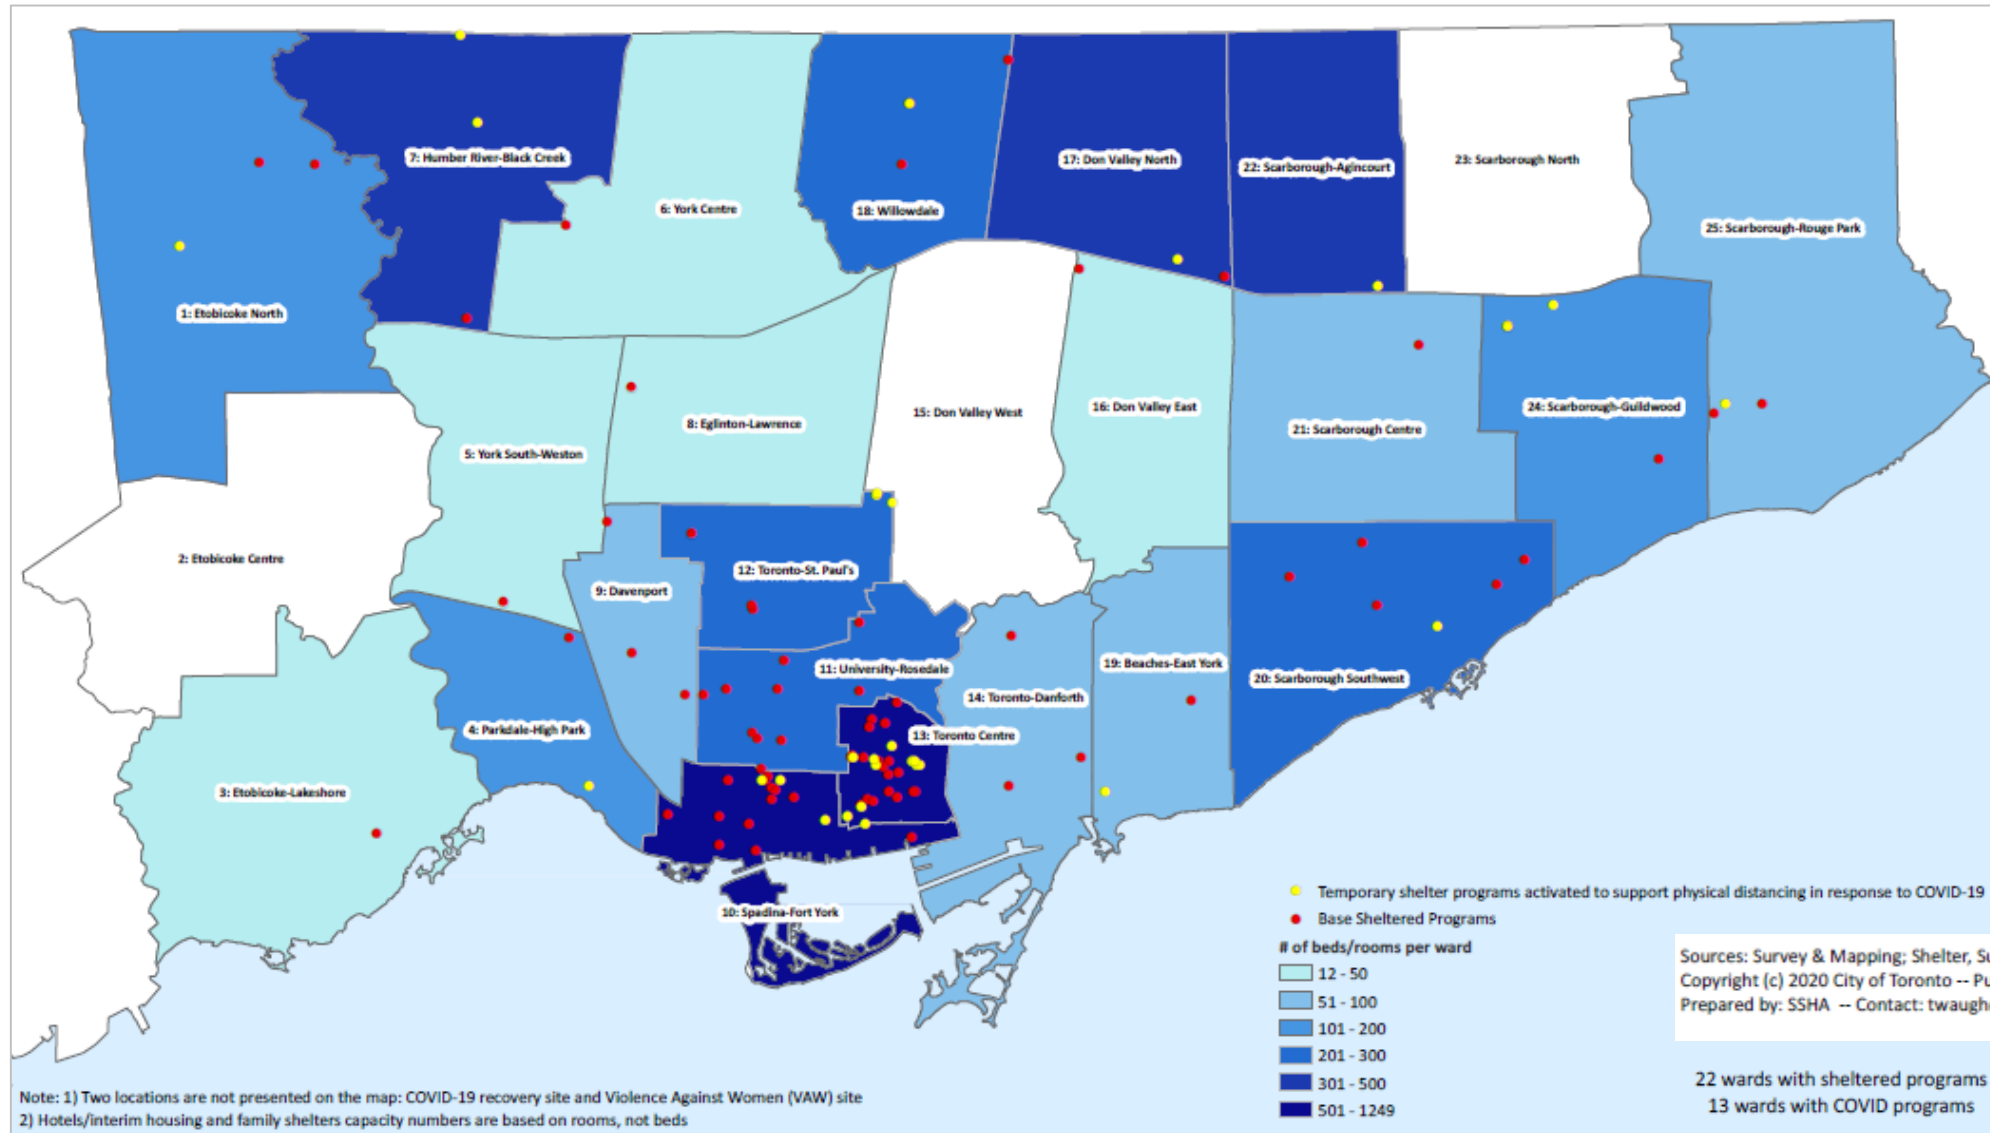 7: Humber River-Black Creek
17: Don Valley North
22: Scarborough-Agincourt
23: Scarborough North
6: York Centre
18: Willowdale
25: Scarborough-Rouge Park
1: Etobicoke North
15: Don Valley West
16: Don Valley East
24: Scarborough-Guildwood
8: Eglinton-Lawrence
21: Scarborough Centre
5: York South-Weston
2: Etobicoke Centre
12: Toronto-St. Paul's
9: Davenport
11: University-Rosedale
19: Beaches-East York
20: Scarborough Southwest
14: Toronto-Danforth
4: Parkdale-High Park
13: Toronto Centre
3: Etobicoke-Lakeshore
10: Spadina-Fort York
Temporary shelter programs activated to support physical distancing in response to COVID-19
Base Sheltered Programs
# of beds/rooms per ward
12 - 50
51 - 100
101 - 200
201 - 300
301 - 500
501 - 1249
Sources: Survey & Mapping; Shelter, Su
Copyright (c) 2020 City of Toronto -- Pu
Prepared by: SSHA -- Contact: twaugh
22 wards with sheltered programs
13 wards with COVID programs
Note: 1) Two locations are not presented on the map: COVID-19 recovery site and Violence Against Women (VAW) site
2) Hotels/interim housing and family shelters capacity numbers are based on rooms, not beds